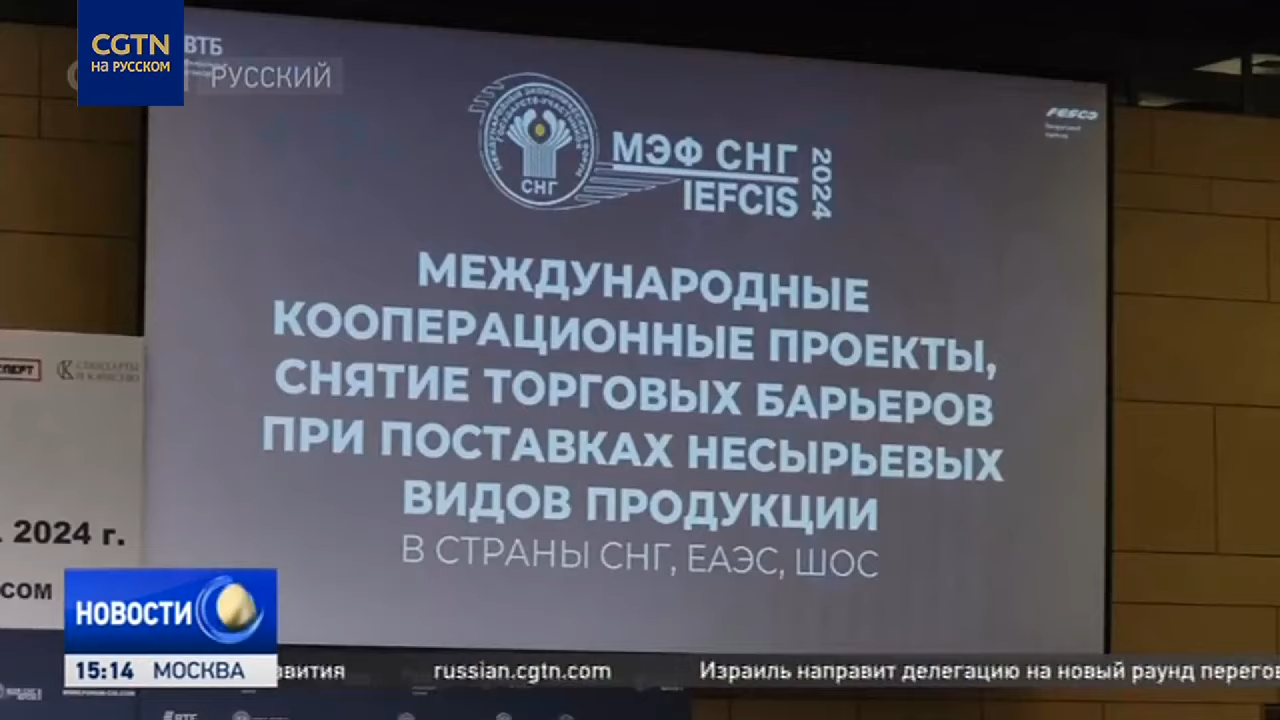 CGTN
НА РУССКОМ
ВТБ
РУССКИЙ
FESCO
СНГ
МЭФ СНГ
IEFCIS
2024
МЕЖДУНАРОДНЫЕ
КООПЕРАЦИОННЫЕ ПРОЕКТЫ,
СНЯТИЕ ТОРГОВЫХ БАРЬЕРОВ
ПРИ ПОСТАВКАХ НЕСЫРЬЕВЫХ
ВИДОВ ПРОДУКЦИИ
В СТРАНЫ СНГ, ЕАЭС, ШОС
СТАНДАРТЫ
И КАЧЕСТВО
2024 г.
НОВОСТИ
15:14 МОСКВА
russian.cgtn.com
Израиль направит делегацию на новый раунд